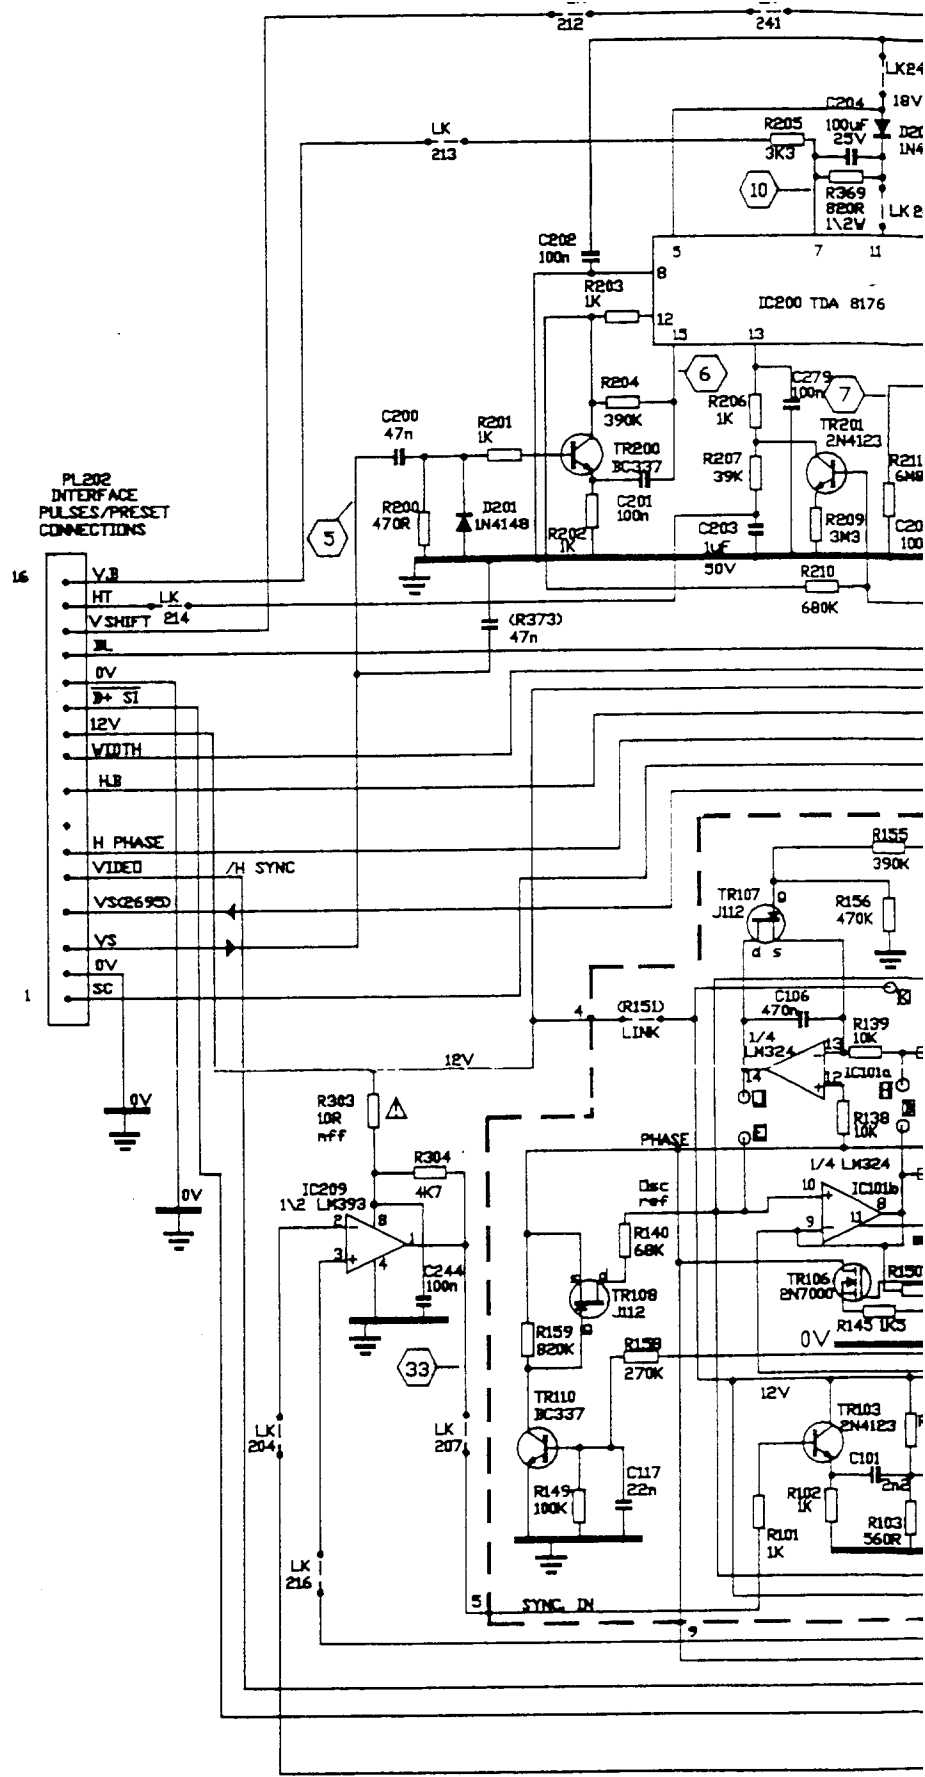 212
241
LK24
18V
C204
100uF
25V
D20
1N4
LK
213
R205
3K3
10
R369
820R
1\2W
LK 2
C202
100n
5
7
11
8
R203
1K
IC200 TDA 8176
12
15
13
6
R204
390K
C279
100n
7
R206
1K
TR201
2N4123
C200
47n
R201
1K
TR200
BC337
R207
39K
R211
6M8
PL202
INTERFACE
PULSES/PRESET
CONNECTIONS
5
R200
470R
D201
1N4148
C201
100n
R202
1K
C203
1uF
50V
R209
3M3
C20
100
16
V.B
HT
LK
214
R210
680K
VSHIFT
(R373)
47n
BL
0V
B+ SI
12V
WIDTH
H.B
H PHASE
VIDEO
/H SYNC
VS(2695)
VS
0V
1
SC
R155
390K
TR107
J112
g
R156
470K
d s
4
(R151)
LINK
C106
470n
K
1/4
LM324
13
R139
10K
12V
14
12
IC101a
H
J
0V
R303
10R
nff
R138
10K
PHASE
I
R304
4K7
1/4 LM324
0V
IC209
1\2 LM393
Osc
ref
10
IC101b
8
2
8
1
9
11
3
4
R140
68K
C244
100n
s
d
TR106
2N7000
R150
TR108
J112
g
R145 1K5
R159
820K
33
R158
270K
0V
12V
TR110
BC337
TR103
2N4123
LK
204
LK
207
C101
2n2
R149
100K
C117
22n
R102
1K
R101
1K
R103
560R
LK
216
5
SYNC. IN
9